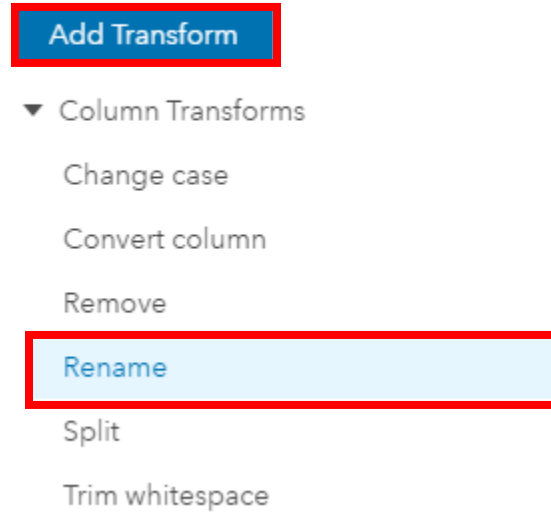 Add Transform
Column Transforms
Change case
Convert column
Remove
Rename
Split
Trim whitespace